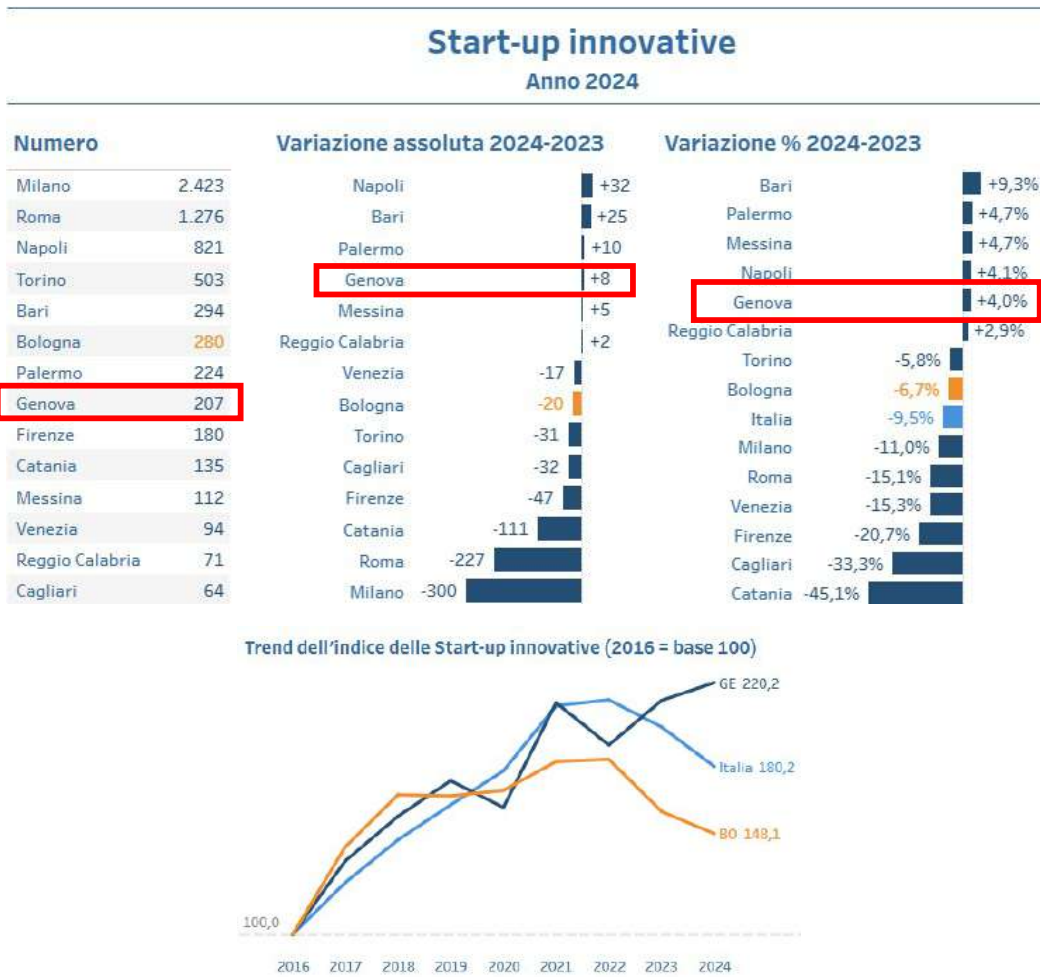 Start-up innovative
Anno 2024
Numero
Milano 2.423
Roma 1.276
Napoli 821
Torino 503
Bari 294
Bologna 280
Palermo 224
Genova 207
Firenze 180
Catania 135
Messina 112
Venezia 94
Reggio Calabria 71
Cagliari 64
Variazione assoluta 2024-2023
Napoli +32
Bari +25
Palermo +10
Genova +8
Messina +5
Reggio Calabria +2
Venezia -17
Bologna -20
Torino -31
Cagliari -32
Firenze -47
Catania -111
Roma -227
Milano -300
Variazione % 2024-2023
Bari +9,3%
Palermo +4,7%
Messina +4,7%
Napoli +4,1%
Genova +4,0%
Reggio Calabria +2,9%
Torino -5,8%
Bologna -6,7%
Italia -9,5%
Milano -11,0%
Roma -15,1%
Venezia -15,3%
Firenze -20,7%
Cagliari -33,3%
Catania -45,1%
Trend dell'indice delle Start-up innovative (2016 = base 100)
GE 220,2
Italia 180,2
BO 148,1
100,0
2016 2017 2018 2019 2020 2021 2022 2023 2024